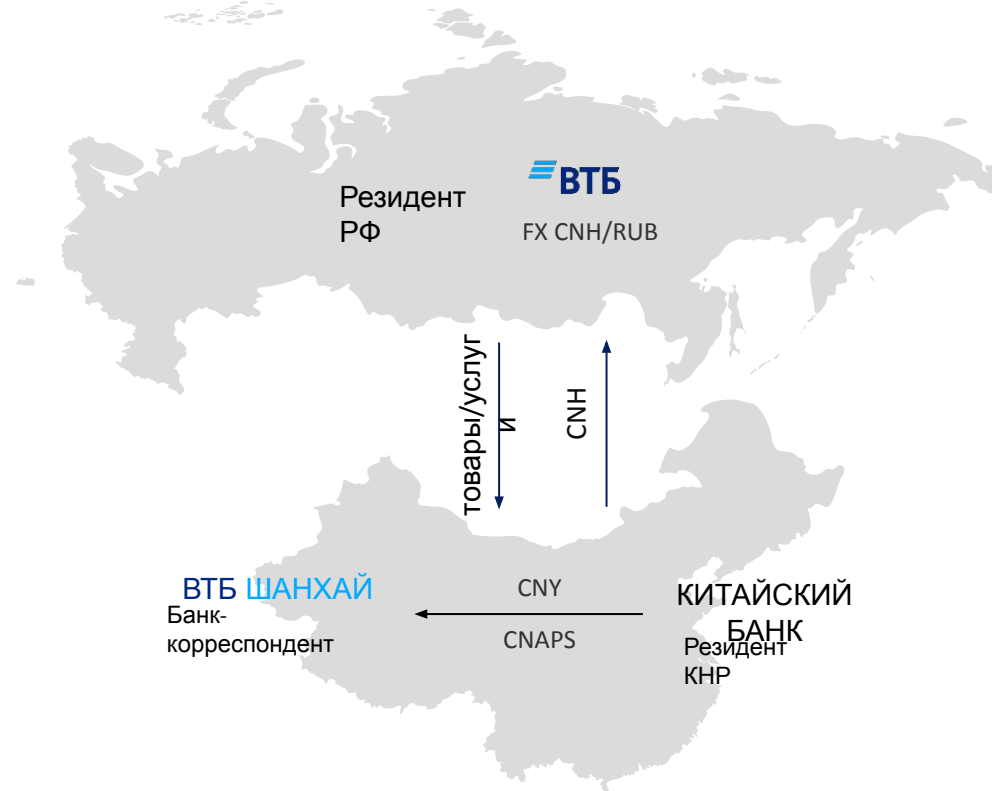 Резидент
РФ
ВТБ
FX CNH/RUB
товары/услуг
и
CNH
ВТБ ШАНХАЙ
Банк-
корреспондент
CNY
CNAPS
КИТАЙСКИЙ
БАНК
Резидент
КНР